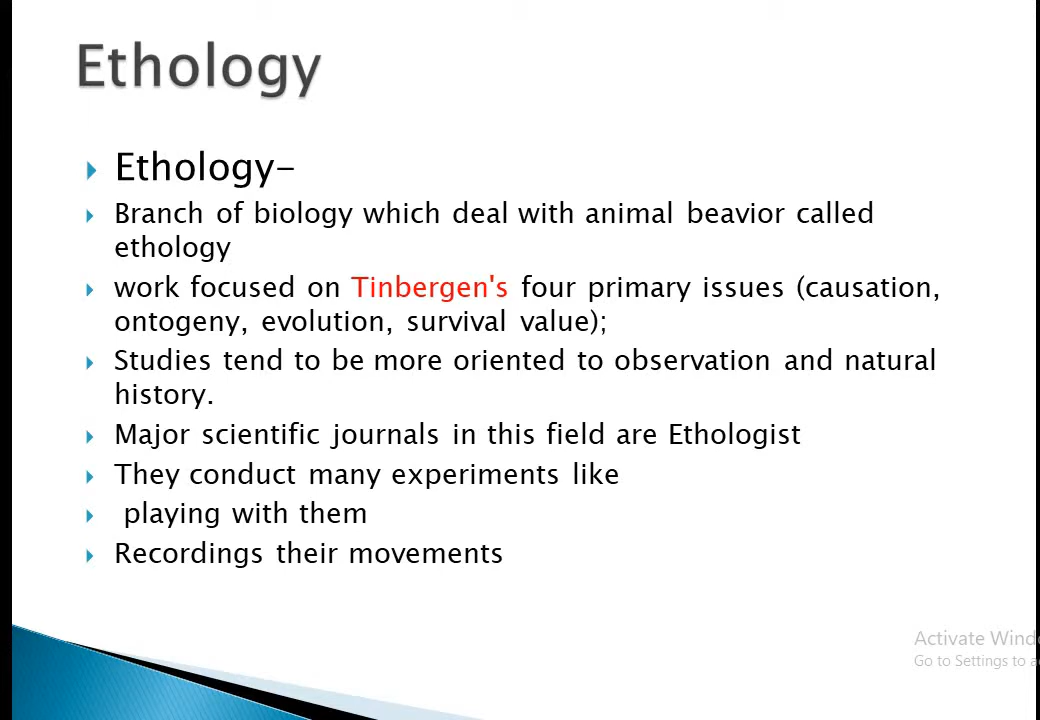 Ethology
Ethology-
Branch of biology which deal with animal beavior called
ethology
work focused on Tinbergen's four primary issues (causation,
ontogeny, evolution, survival value);
Studies tend to be more oriented to observation and natural
history.
Major scientific journals in this field are Ethologist
They conduct many experiments like
playing with them
Recordings their movements
Activate
Go to Settings to